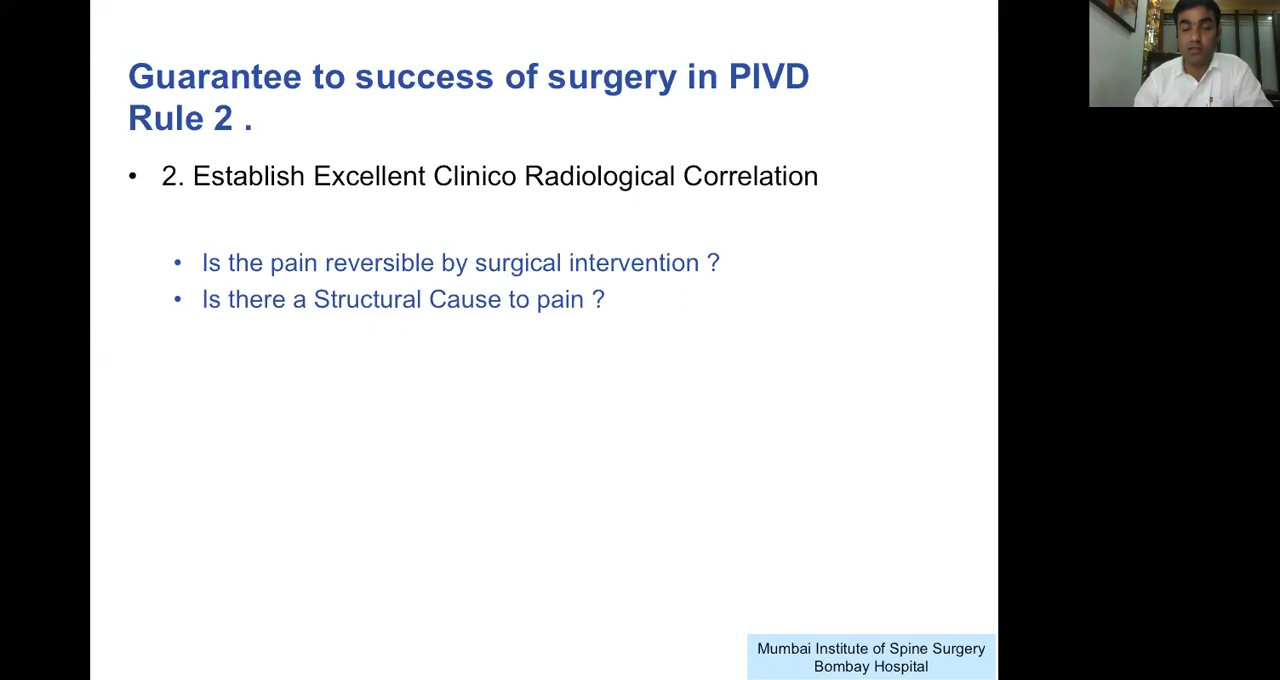 Guarantee to success of surgery in PIVD
Rule 2 .
• 2. Establish Excellent Clinico Radiological Correlation
• Is the pain reversible by surgical intervention ?
• Is there a Structural Cause to pain ?
Mumbai Institute of Spine Surgery
Bombay Hospital